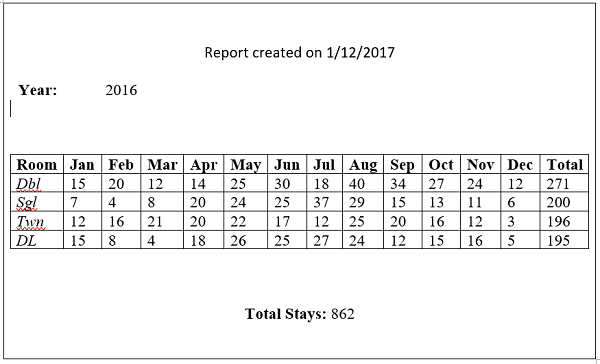 Report created on 1/12/2017
Year: 2016
Room Jan Feb Mar Apr May Jun Jul Aug Sep Oct Nov Dec Total
Dbl 15 20 12 14 25 30 18 40 34 27 24 12 271
Sgl 7 4 8 20 24 25 37 29 15 13 11 6 200
Twn 12 16 21 20 22 17 12 25 20 16 12 3 196
DL 15 8 4 18 26 25 27 24 12 15 16 5 195
Total Stays: 862